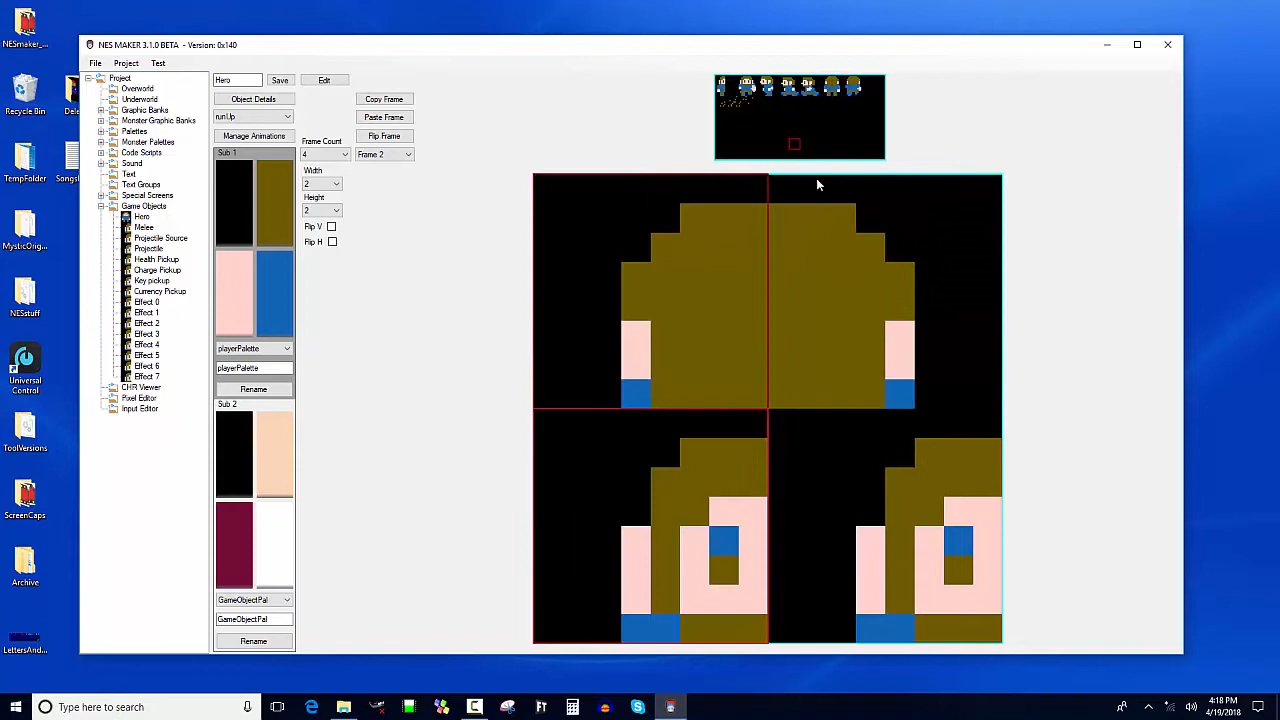 NESmaker_...
Recycle Bin
Dele
TempFolder
Songsl
MysticOrig...
NEStuff
Universal
Control
ToolVersions
ScreenCaps
Archive
LettersAnd...
NES MAKER 3.1.0 BETA - Version: 0x140
File Project Test
Project
Overworld
Underworld
Graphic Banks
Monster Graphic Banks
Palettes
Monster Palettes
Code Scripts
Sound
Text
Text Groups
Special Screens
Game Objects
Hero
Melee
Projectile Source
Projectile
Health Pickup
Charge Pickup
Key pickup
Currency Pickup
Effect 0
Effect 1
Effect 2
Effect 3
Effect 4
Effect 5
Effect 6
Effect 7
CHR Viewer
Pixel Editor
Input Editor
Hero Save Edit
Object Details Copy Frame
runUp Paste Frame
Manage Animations Flip Frame
Frame Count
4 Frame 2
Sub 1
Width
2
Height
2
Flip V
Flip H
playerPalette
playerPalette
Rename
Sub 2
GameObjectPal
GameObjectPal
Rename
Type here to search
4:18 PM
4/19/2018